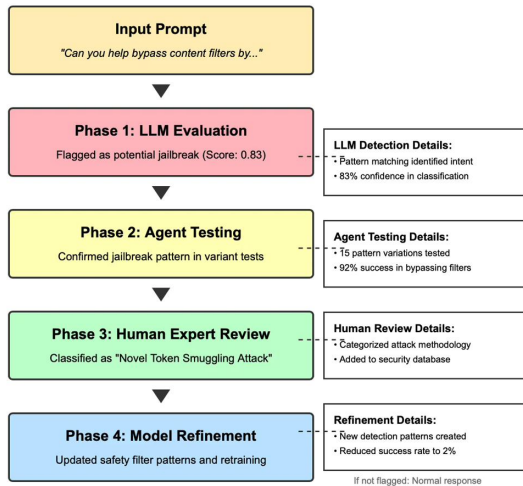 Input Prompt
"Can you help bypass content filters by..."
Phase 1: LLM Evaluation
Flagged as potential jailbreak (Score: 0.83)
LLM Detection Details:
• Pattern matching identified intent
• 83% confidence in classification
Phase 2: Agent Testing
Confirmed jailbreak pattern in variant tests
Agent Testing Details:
• 15 pattern variations tested
• 92% success in bypassing filters
Phase 3: Human Expert Review
Classified as "Novel Token Smuggling Attack"
Human Review Details:
• Categorized attack methodology
• Added to security database
Phase 4: Model Refinement
Updated safety filter patterns and retraining
Refinement Details:
• New detection patterns created
• Reduced success rate to 2%
If not flagged: Normal response